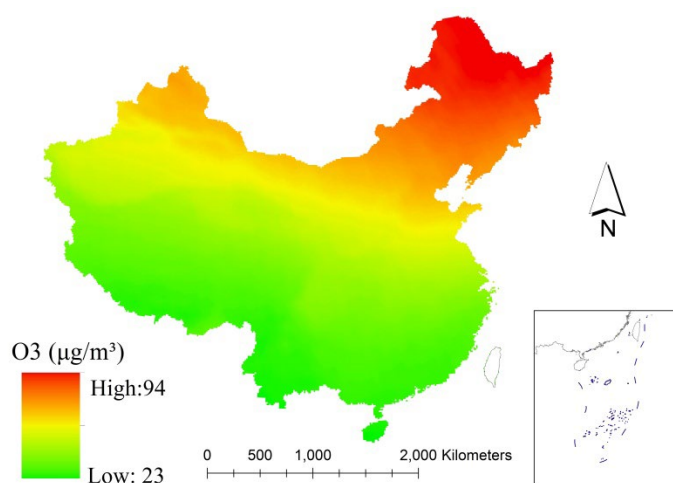 N
O3 (μg/m³)
High:94
Low: 23
0 500 1,000 2,000 Kilometers